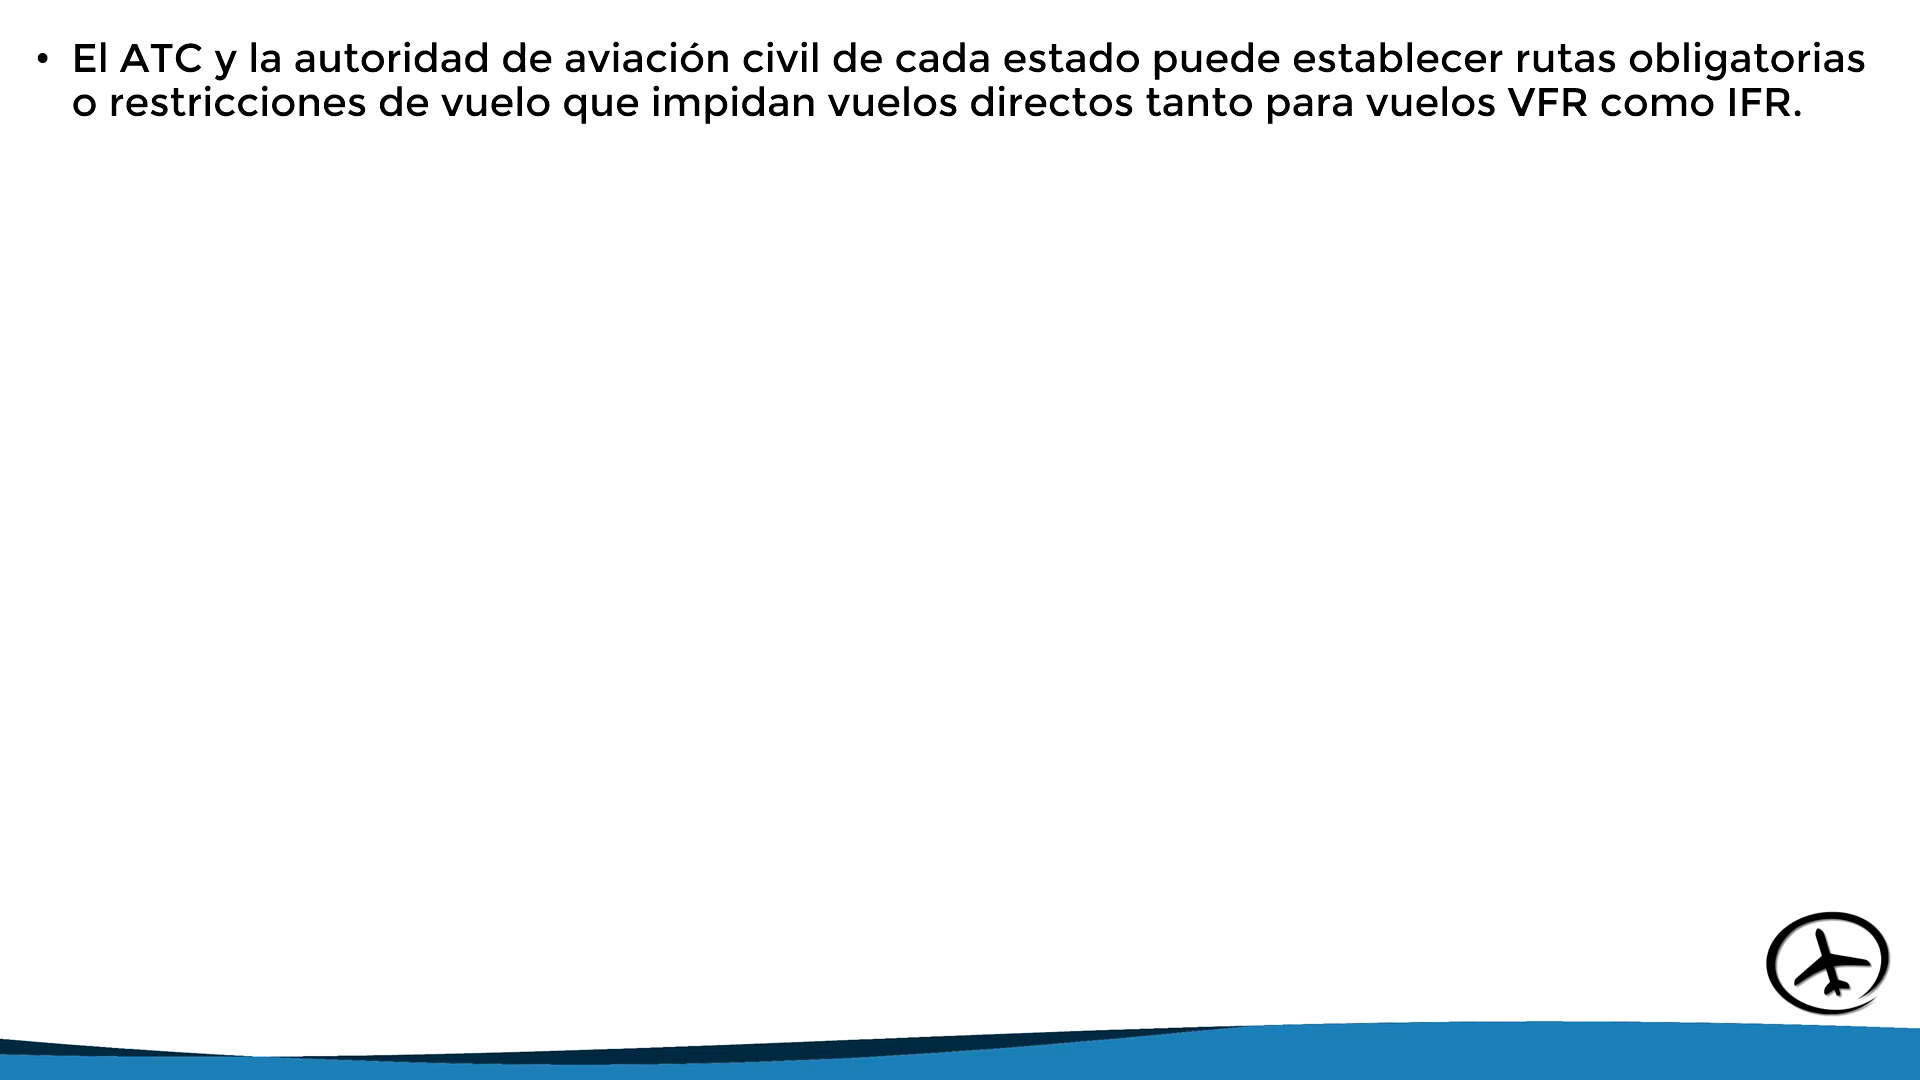 • El ATC y la autoridad de aviación civil de cada estado puede establecer rutas obligatorias
o restricciones de vuelo que impidan vuelos directos tanto para vuelos VFR como IFR.